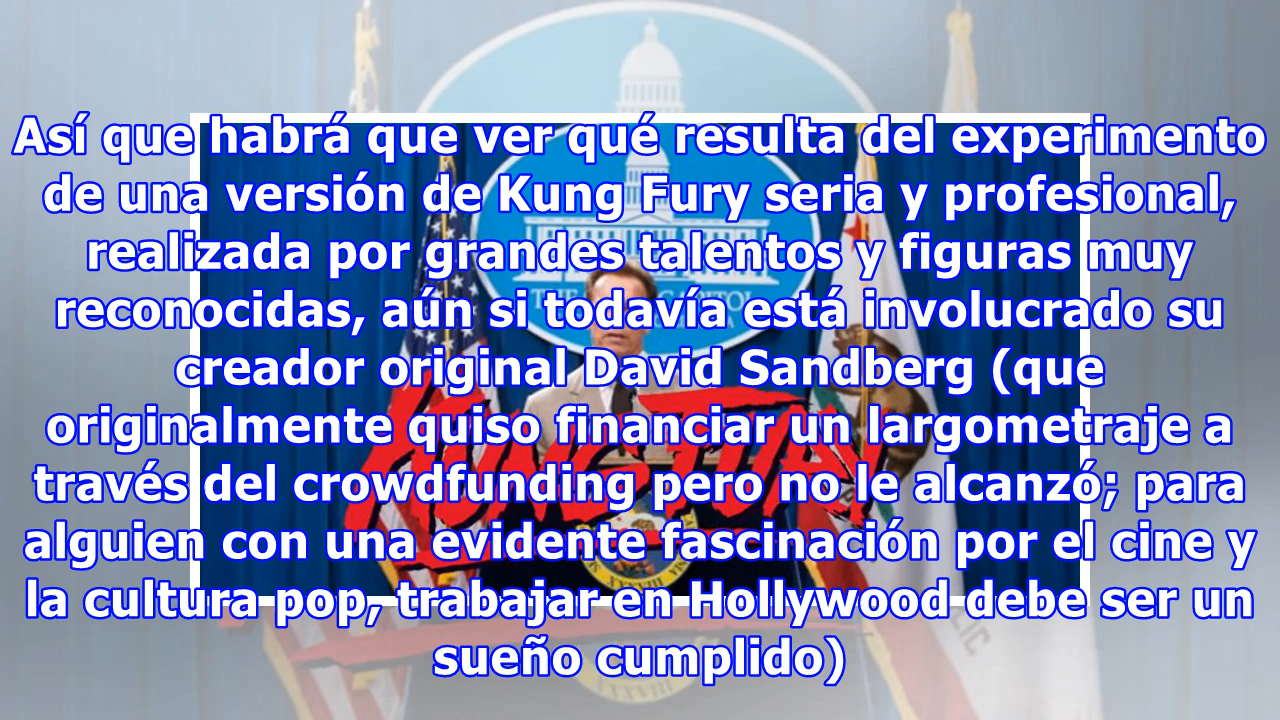 Así que habrá que ver qué resulta del experimento
de una versión de Kung Fury seria y profesional,
realizada por grandes talentos y figuras muy
reconocidas, aún si todavía está involucrado su
creador original David Sandberg (que
originalmente quiso financiar un largometraje a
través del crowdfunding pero no le alcanzó; para
alguien con una evidente fascinación por el cine y
la cultura pop, trabajar en Hollywood debe ser un
sueño cumplido)
KUNG FURY